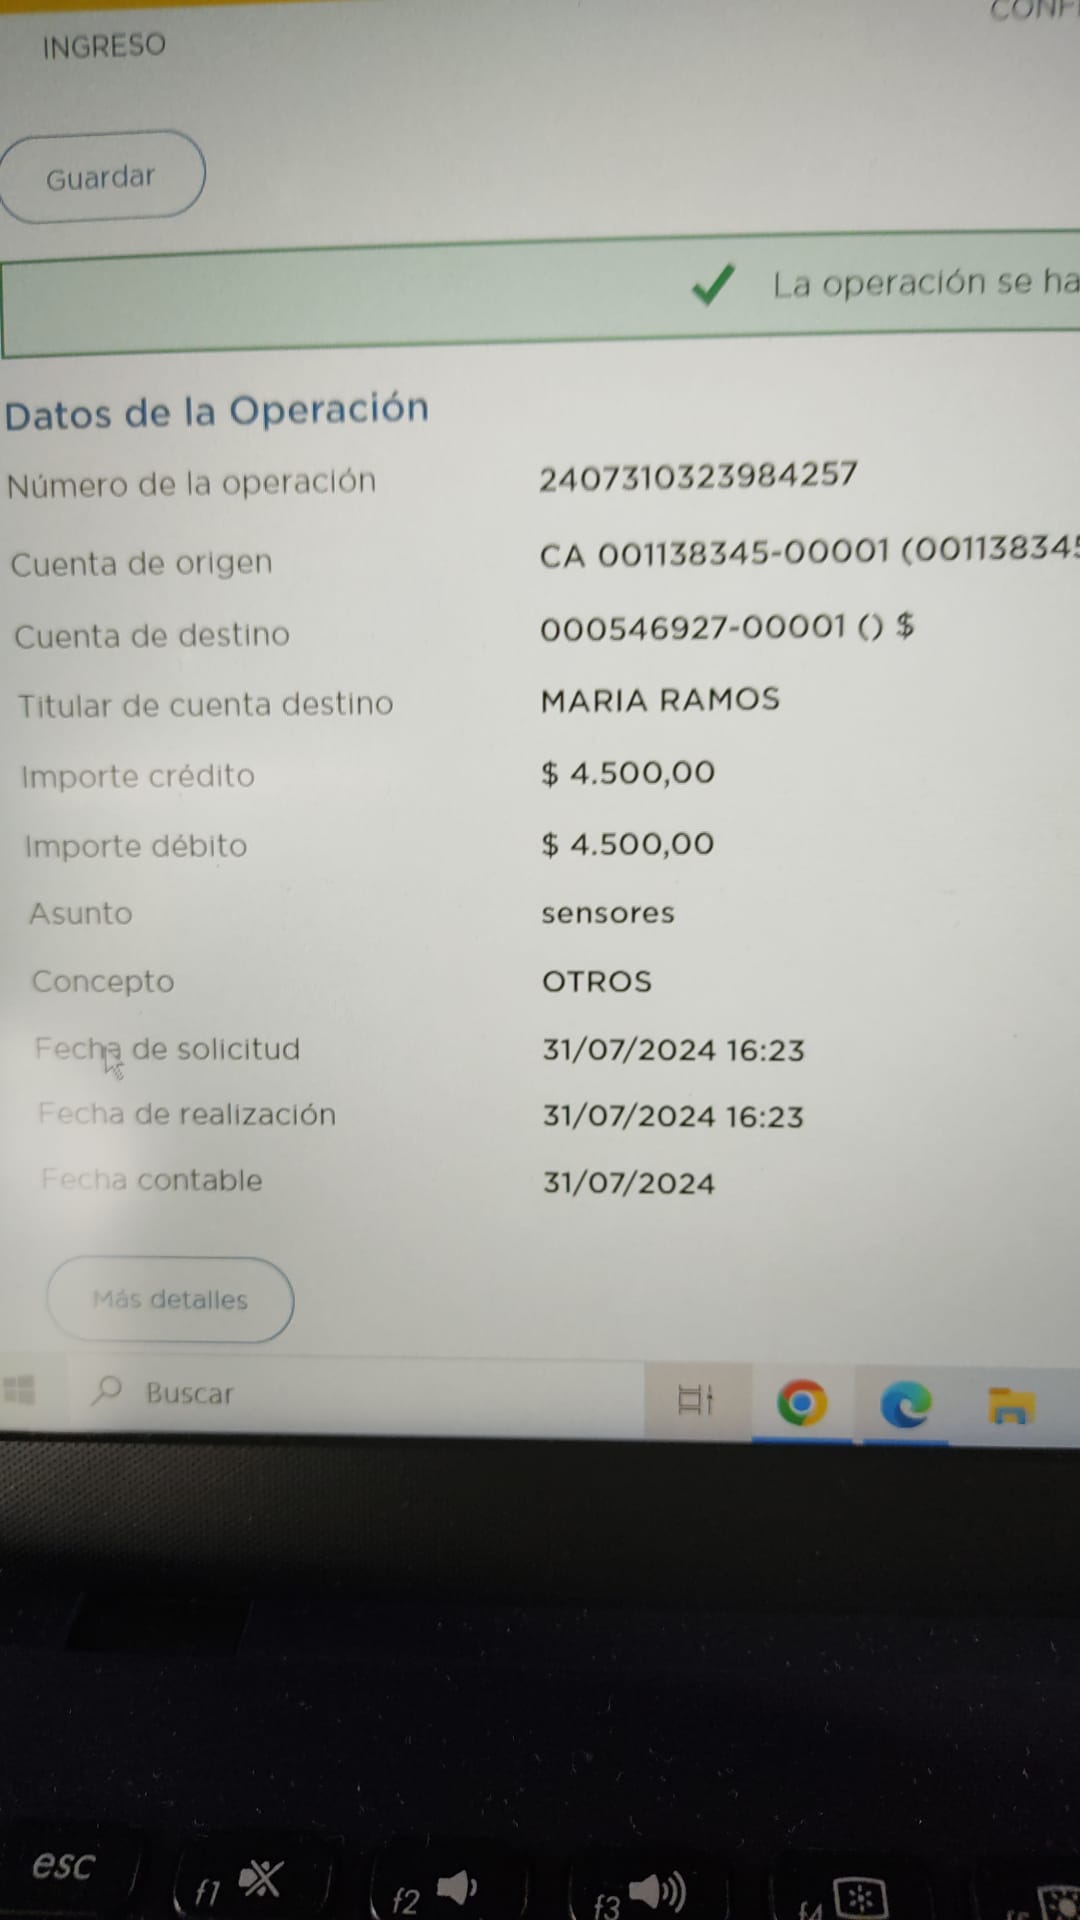 INGRESO
Guardar
La operación se ha
Datos de la Operación
Número de la operación 2407310323984257
Cuenta de origen CA 001138345-00001 (001138345
Cuenta de destino 000546927-00001 () $
Titular de cuenta destino MARIA RAMOS
Importe crédito $ 4.500,00
Importe débito $ 4.500,00
Asunto sensores
Concepto OTROS
Fecha de solicitud 31/07/2024 16:23
Fecha de realización 31/07/2024 16:23
Fecha contable 31/07/2024
Más detalles
Buscar
esc
f1
f2
f3
f4